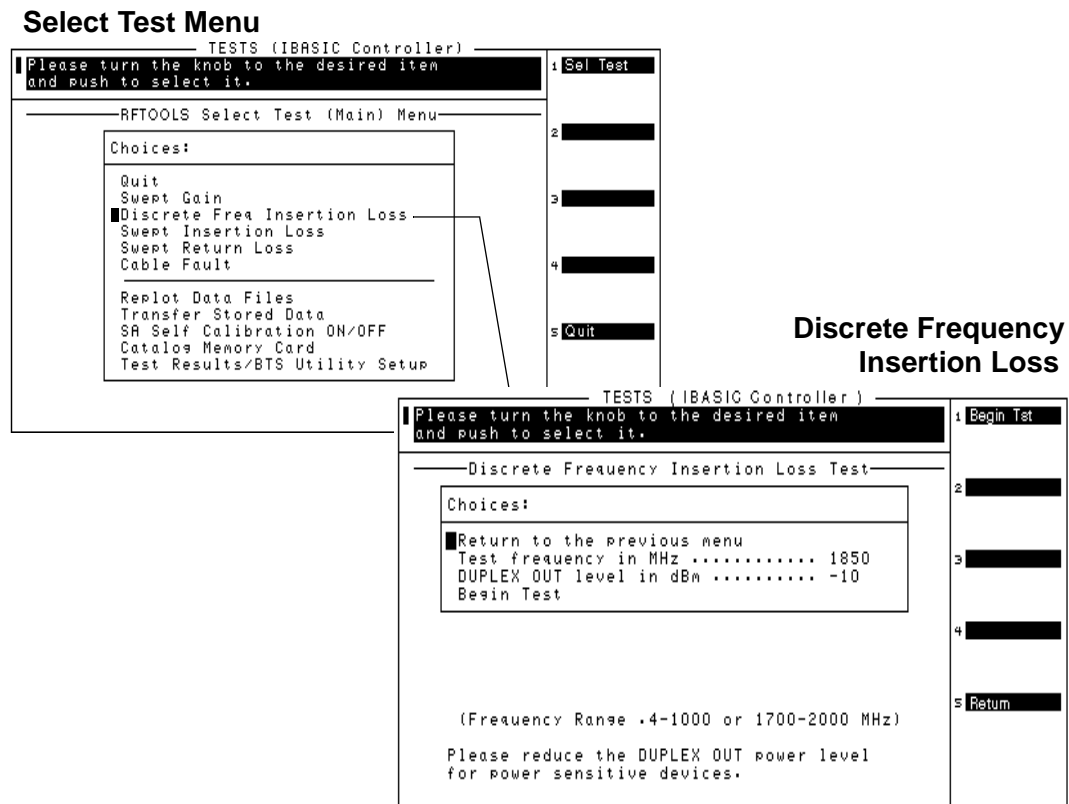 Select Test Menu
TESTS (IBASIC Controller)
Please turn the knob to the desired item
and push to select it.
RFTOOLS Select Test (Main) Menu
Choices:
Quit
Swept Gain
Discrete Freq Insertion Loss
Swept Insertion Loss
Swept Return Loss
Cable Fault
Replot Data Files
Transfer Stored Data
SA Self Calibration ON/OFF
Catalog Memory Card
Test Results/BTS Utility Setup
1 Sel Test
2
3
4
5 Quit
Discrete Frequency
Insertion Loss
TESTS (IBASIC Controller)
Please turn the knob to the desired item
and push to select it.
Discrete Frequency Insertion Loss Test
Choices:
Return to the previous menu
Test frequency in MHz ............ 1850
DUPLEX OUT level in dBm .......... -10
Begin Test
(Frequency Range .4-1000 or 1700-2000 MHz)
Please reduce the DUPLEX OUT power level
for power sensitive devices.
1 Begin Tst
2
3
4
5 Return